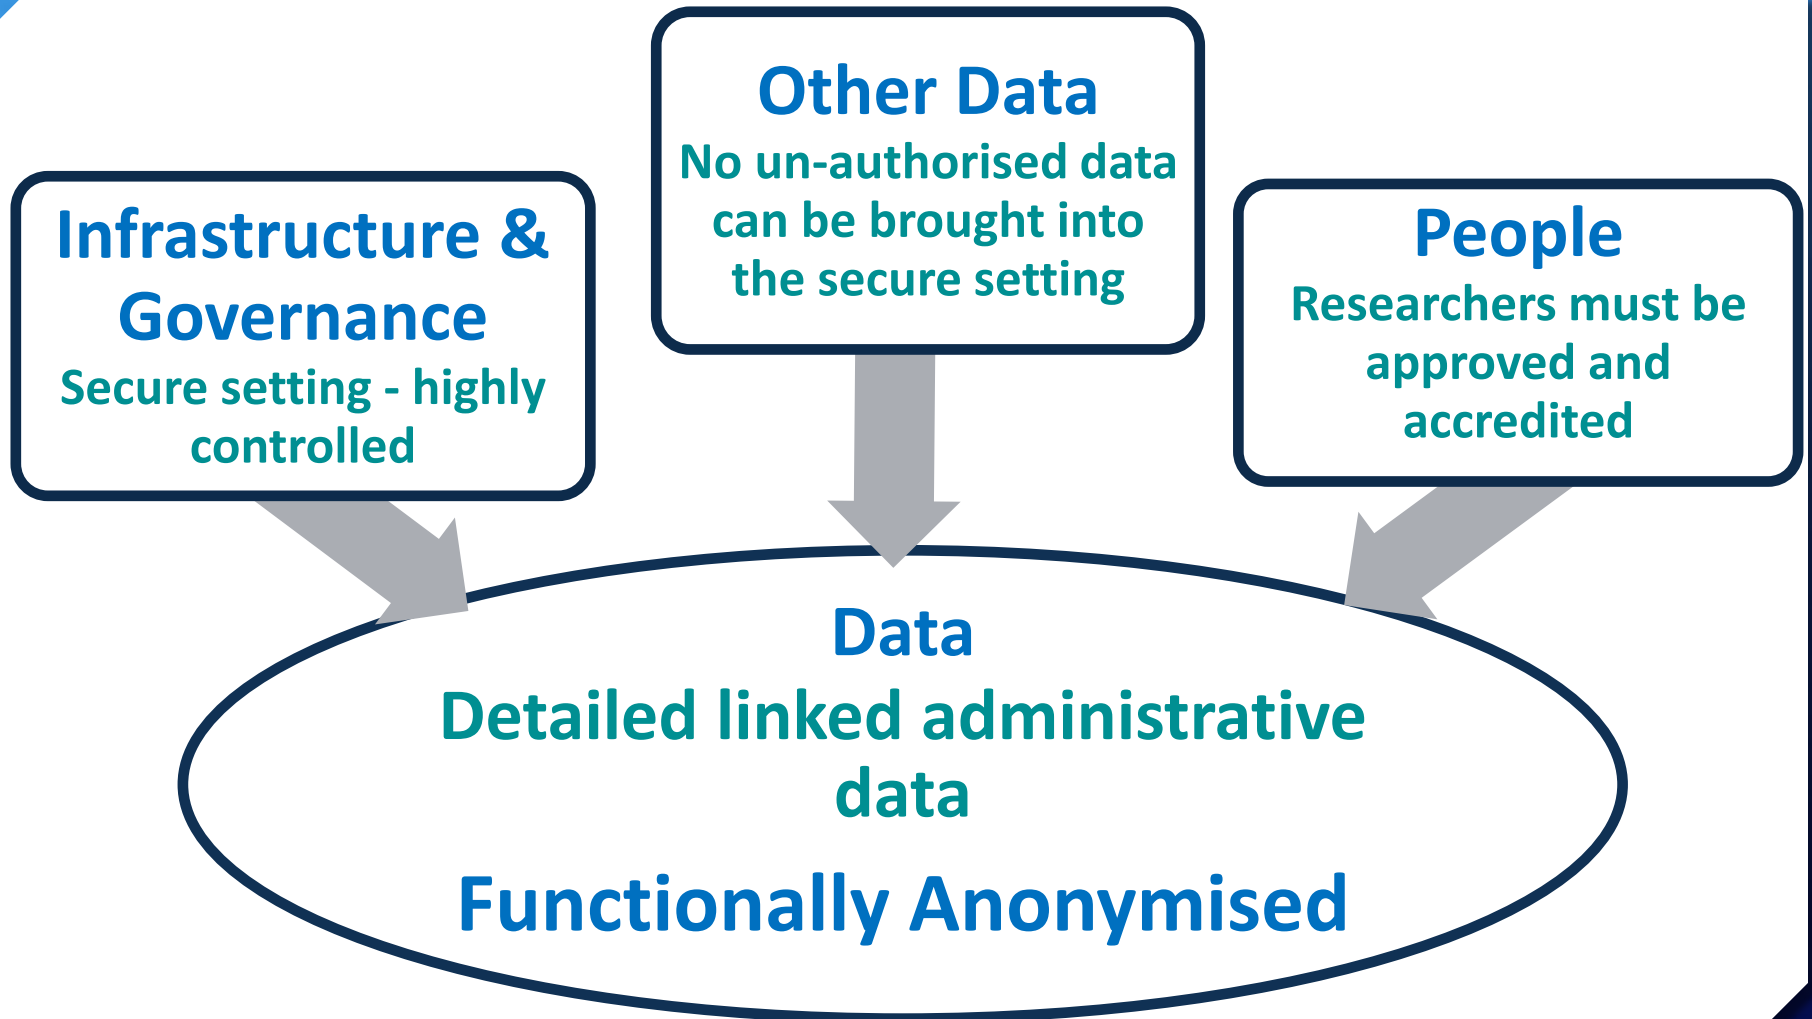 Infrastructure &
Governance
Secure setting - highly
controlled
Other Data
No un-authorised data
can be brought into
the secure setting
People
Researchers must be
approved and
accredited
Data
Detailed linked administrative
data
Functionally Anonymised